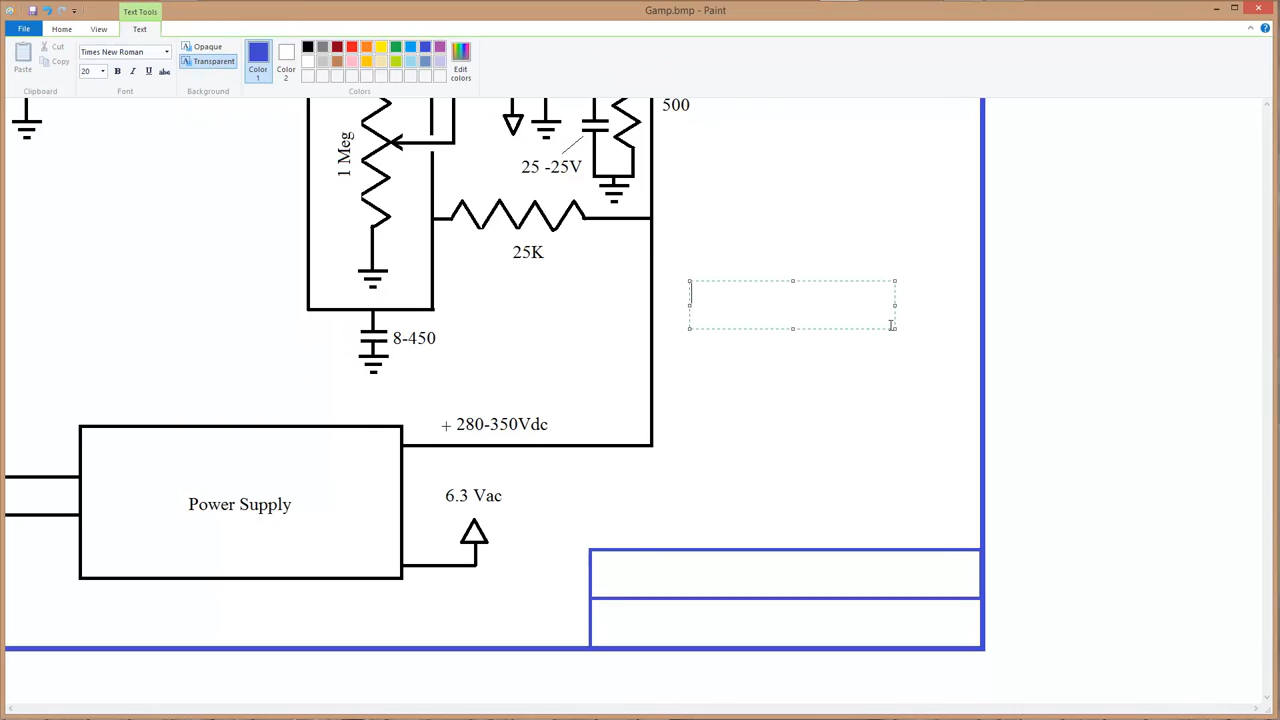 Text Tools
Gamp.bmp - Paint
File
Home
View
Text
Paste
Cut
Copy
Times New Roman
20
B I U abc
Opaque
Transparent
Color 1
Color 2
Edit colors
Clipboard
Font
Background
Colors
500
1 Meg
25 -25V
25K
8-450
+ 280-350Vdc
6.3 Vac
Power Supply